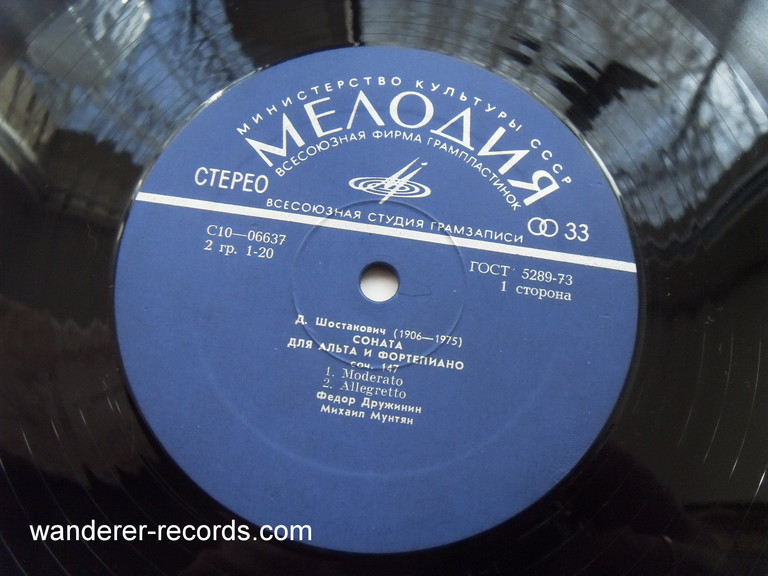 МИНИСТЕРСТВО КУЛЬТУРЫ СССР
МЕЛОДИЯ
ВСЕСОЮЗНАЯ ФИРМА ГРАМПЛАСТИНОК
СТЕРЕО
ВСЕСОЮЗНАЯ СТУДИЯ ГРАМЗАПИСИ
33
С10—06637
2 гр. 1-20
ГОСТ 5289-73
1 сторона
Д. Шостакович (1906—1975)
СОНАТА
ДЛЯ АЛЬТА И ФОРТЕПИАНО
соч. 147
1. Moderato
2. Allegretto
Федор Дружинин
Михаил Мунтян
wanderer-records.com